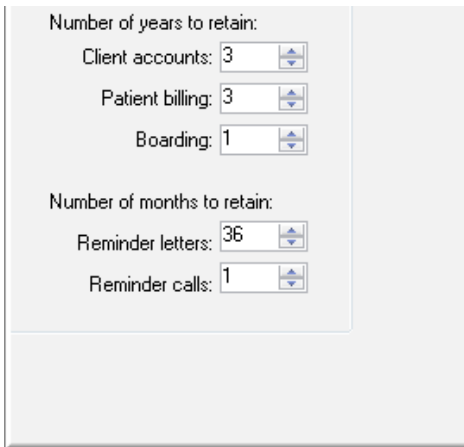 Number of years to retain:
Client accounts: 3
Patient billing: 3
Boarding: 1
Number of months to retain:
Reminder letters: 36
Reminder calls: 1